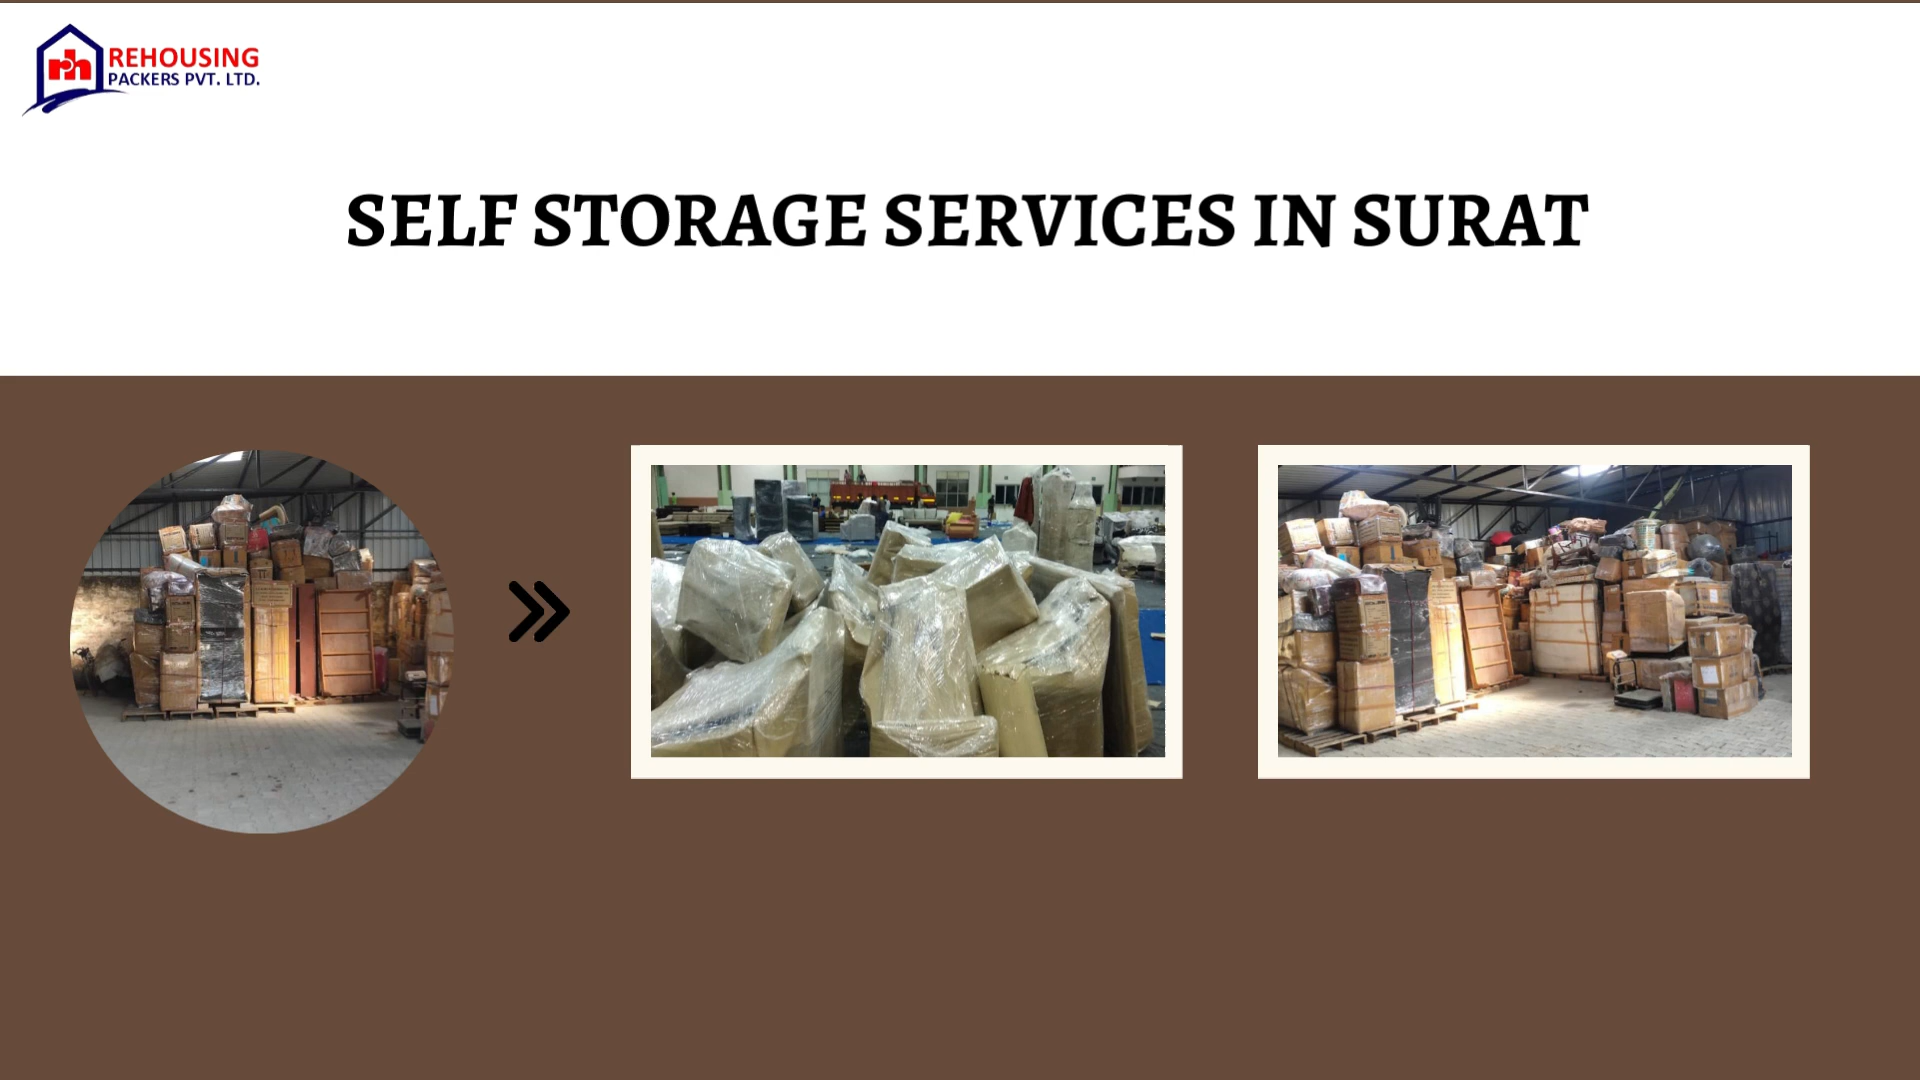 REHOUSING
PACKERS PVT. LTD.
SELF STORAGE SERVICES IN SURAT